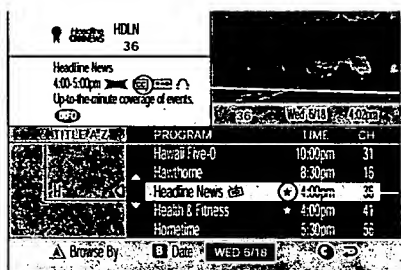 Headline HDLN
36
Headline News
4:00-5:00pm
Up-to-the-minute coverage of events.
INFO
36 Wed 6/18 4:02pm
TITLE A-Z PROGRAM TIME CH
Hawaii Five-0 10:00pm 31
Hawthorne 8:30pm 16
Headline News 4:00pm 36
Health & Fitness ★ 4:00pm 41
Hometime 5:30pm 56
A Browse By B Date WED 6/18 C